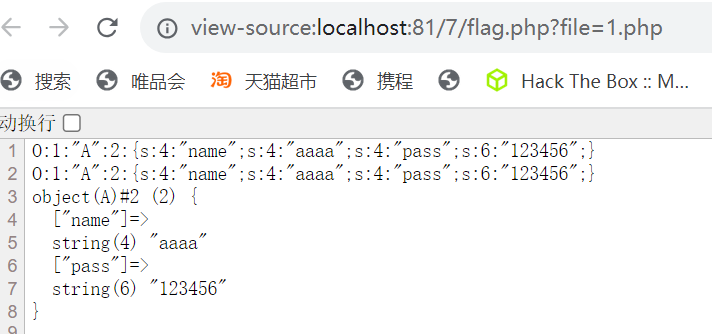 view-source:localhost:81/7/flag.php?file=1.php
搜索 唯品会 淘 天猫超市 携程 Hack The Box :: M...
动换行
1 O:1:"A":2:{s:4:"name";s:4:"aaaa";s:4:"pass";s:6:"123456";}
2 O:1:"A":2:{s:4:"name";s:4:"aaaa";s:4:"pass";s:6:"123456";}
3 object(A)#2 (2) {
4 ["name"]=>
5 string(4) "aaaa"
6 ["pass"]=>
7 string(6) "123456"
8 }
9